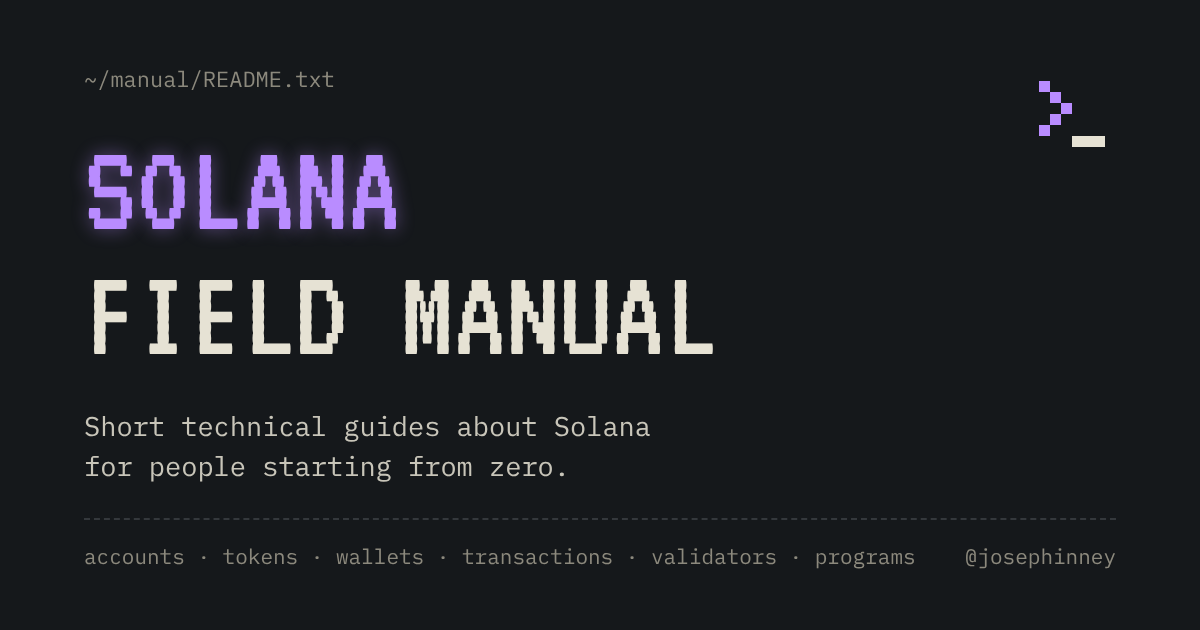 ~/manual/README.txt
>_
SOLANA
FIELD MANUAL
Short technical guides about Solana
for people starting from zero.
accounts · tokens · wallets · transactions · validators · programs @josephinney